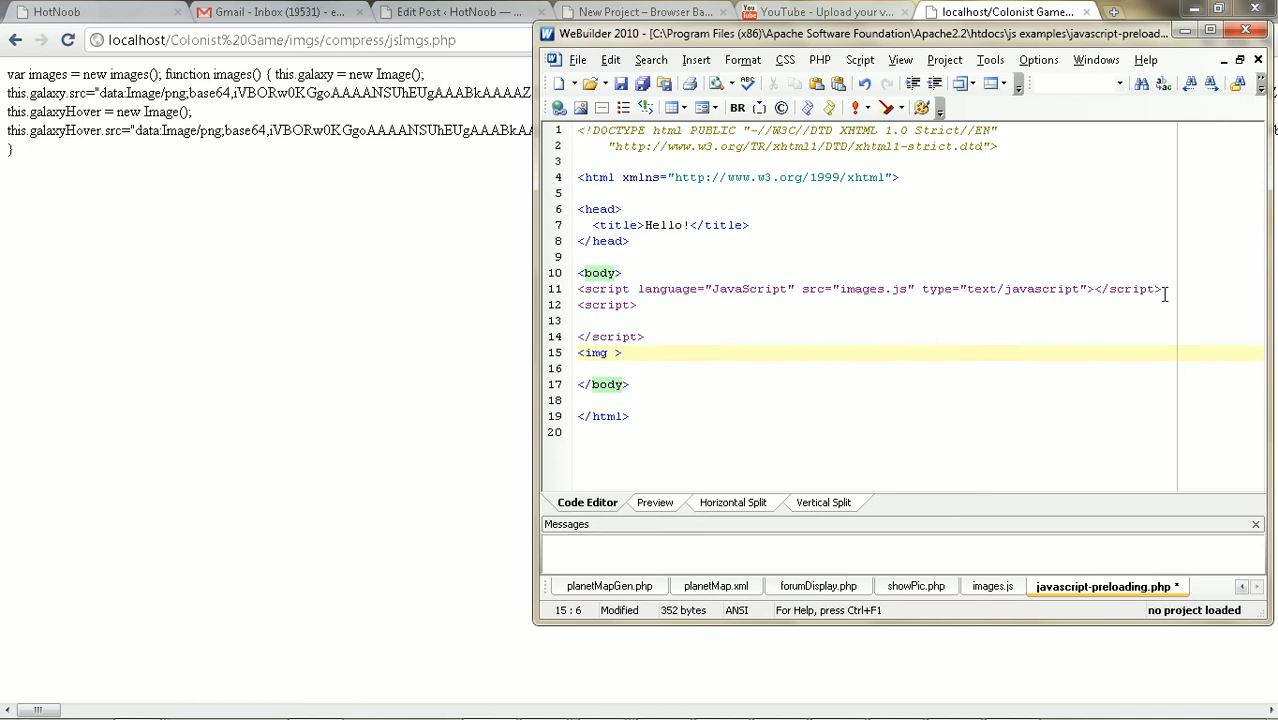 HotNoob
Gmail - Inbox (19531) - e...
Edit Post ‹ HotNoob — ...
New Project – Browser Ba...
YouTube - Upload your v...
localhost/Colonist Game...
localhost/Colonist%20Game/imgs/compress/jsImgs.php
var images = new images(); function images() { this.galaxy = new Image();
this.galaxy.src="data:Image/png;base64,iVBORw0KGgoAAAANSUhEUgAAABkAAAAZ
this.galaxyHover = new Image();
this.galaxyHover.src="data:Image/png;base64,iVBORw0KGgoAAAANSUhEUgAAABkAA
}
WeBuilder 2010 - [C:\Program Files (x86)\Apache Software Foundation\Apache2.2\htdocs\js examples\javascript-preload...
File Edit Search Insert Format CSS PHP Script View Project Tools Options Windows Help
BR
1 <!DOCTYPE html PUBLIC "-//W3C//DTD XHTML 1.0 Strict//EN"
2 "http://www.w3.org/TR/xhtml1/DTD/xhtml1-strict.dtd">
3
4 <html xmlns="http://www.w3.org/1999/xhtml">
5
6 <head>
7 <title>Hello!</title>
8 </head>
9
10 <body>
11 <script language="JavaScript" src="images.js" type="text/javascript"></script>
12 <script>
13
14 </script>
15 <img >
16
17 </body>
18
19 </html>
20
Code Editor Preview Horizontal Split Vertical Split
Messages
planetMapGen.php planetMap.xml forumDisplay.php showPic.php images.js javascript-preloading.php *
15 : 6 Modified 352 bytes ANSI For Help, press Ctrl+F1 no project loaded